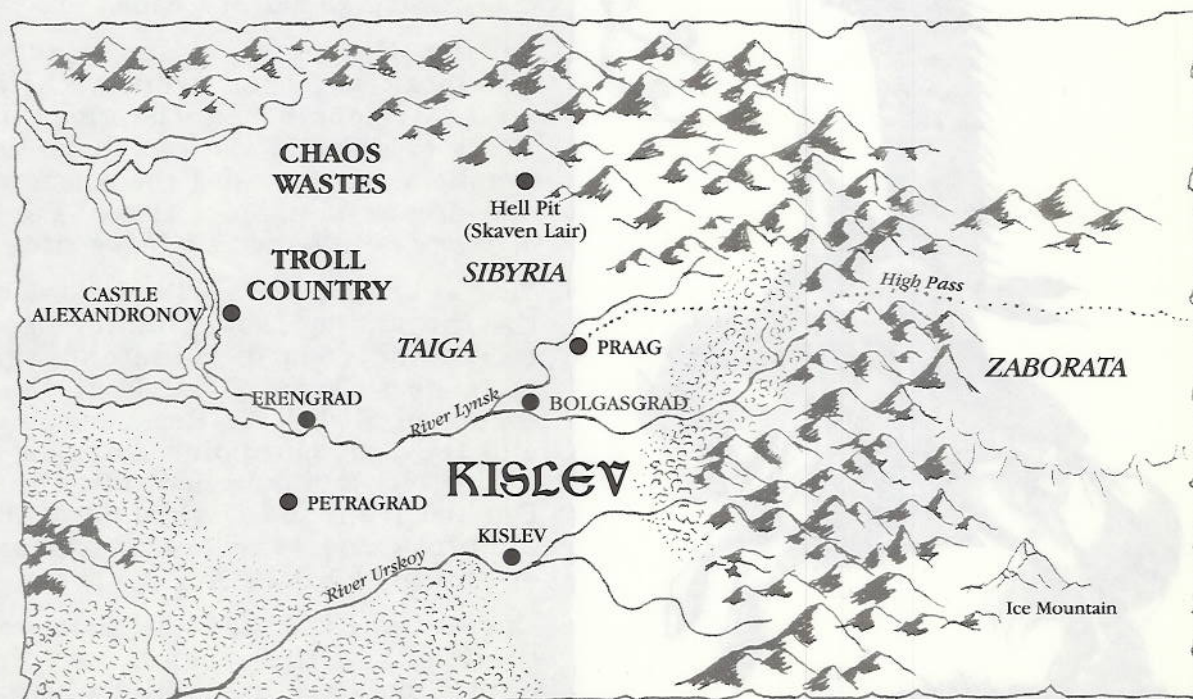 CHAOS
WASTES
Hell Pit
(Skaven Lair)
SIBYRIA
TROLL
COUNTRY
CASTLE
ALEXANDRONOV
High Pass
TAIGA
PRAAG
ZABORATA
ERENGRAD
River Lynsk
BOLGASGRAD
KISLEV
PETRAGRAD
KISLEV
River Urskoy
Ice Mountain